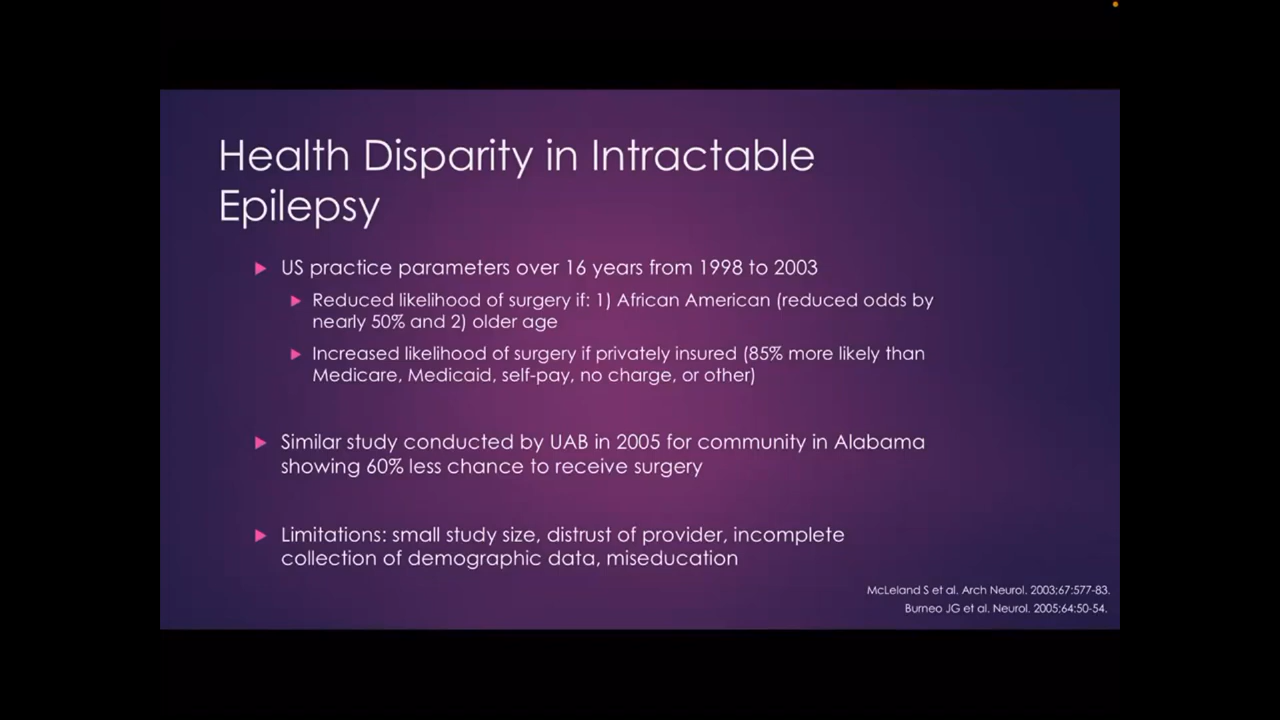 Health Disparity in Intractable
Epilepsy
US practice parameters over 16 years from 1998 to 2003
Reduced likelihood of surgery if: 1) African American (reduced odds by
nearly 50% and 2) older age
Increased likelihood of surgery if privately insured (85% more likely than
Medicare, Medicaid, self-pay, no charge, or other)
Similar study conducted by UAB in 2005 for community in Alabama
showing 60% less chance to receive surgery
Limitations: small study size, distrust of provider, incomplete
collection of demographic data, miseducation
McLeland S et al. Arch Neurol. 2003;67:577-83.
Burneo JG et al. Neurol. 2005;64:50-54.